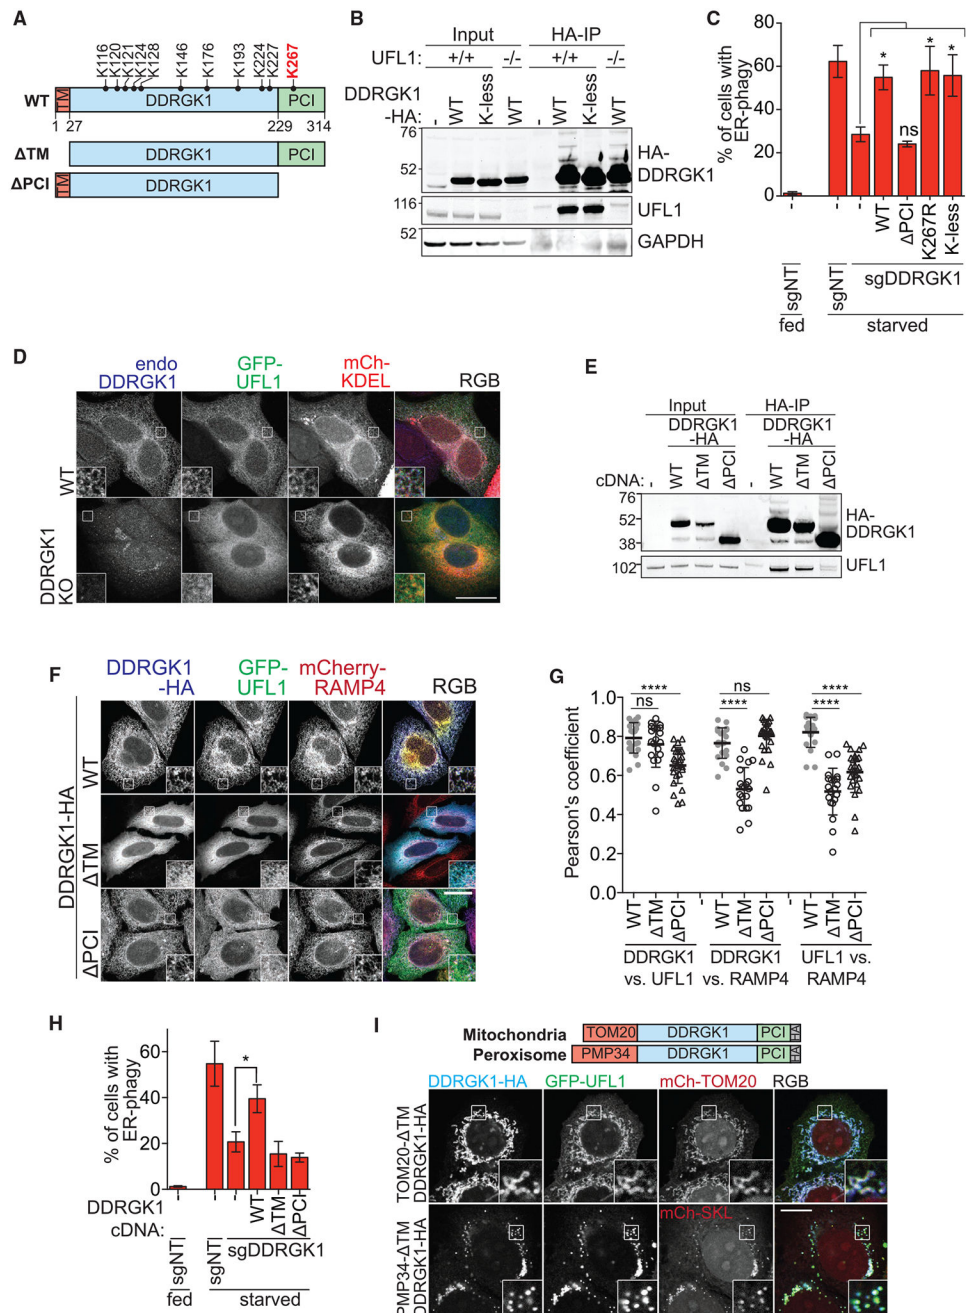 A
K116
K120
K121
K124
K128
K146
K176
K193
K224
K227
K267
WT
TM
DDRGK1
PCI
1 27
229
314
ΔTM
DDRGK1
PCI
ΔPCI
TM
DDRGK1
B
Input
HA-IP
UFL1:
+/+
-/-
+/+
-/-
DDRGK1
-HA:
-
WT
K-less
WT
-
WT
K-less
WT
76
52
HA-
DDRGK1
116
UFL1
52
GAPDH
C
% of cells with
ER-phagy
80
60
40
20
0
*
ns
*
*
-
-
-
WT
ΔPCI
K267R
K-less
sgNT
sgNT
sgDDRGK1
fed
starved
D
endo
DDRGK1
GFP-
UFL1
mCh-
KDEL
RGB
WT
DDRGK1
KO
E
Input
HA-IP
DDRGK1
-HA
DDRGK1
-HA
cDNA:
-
WT
ΔTM
ΔPCI
-
WT
ΔTM
ΔPCI
76
52
38
HA-
DDRGK1
102
UFL1
F
DDRGK1
-HA
GFP-
UFL1
mCherry-
RAMP4
RGB
DDRGK1-HA
WT
ΔTM
ΔPCI
G
Pearson's coefficient
1.0
0.8
0.6
0.4
0.2
0.0
****
ns
ns
****
****
****
WT
ΔTM
ΔPCI
-
WT
ΔTM
ΔPCI
-
WT
ΔTM
ΔPCI
DDRGK1
vs. UFL1
DDRGK1
vs. RAMP4
UFL1 vs.
RAMP4
H
% of cells with
ER-phagy
60
40
20
0
*
DDRGK1
cDNA:
-
-
-
WT
ΔTM
ΔPCI
sgNT
sgNT
sgDDRGK1
fed
starved
I
Mitochondria
TOM20
DDRGK1
PCI
HA
Peroxisome
PMP34
DDRGK1
PCI
HA
DDRGK1-HA
GFP-UFL1
mCh-TOM20
RGB
TOM20-ΔTM
DDRGK1-HA
mCh-SKL
PMP34-ΔTM
DDRGK1-HA